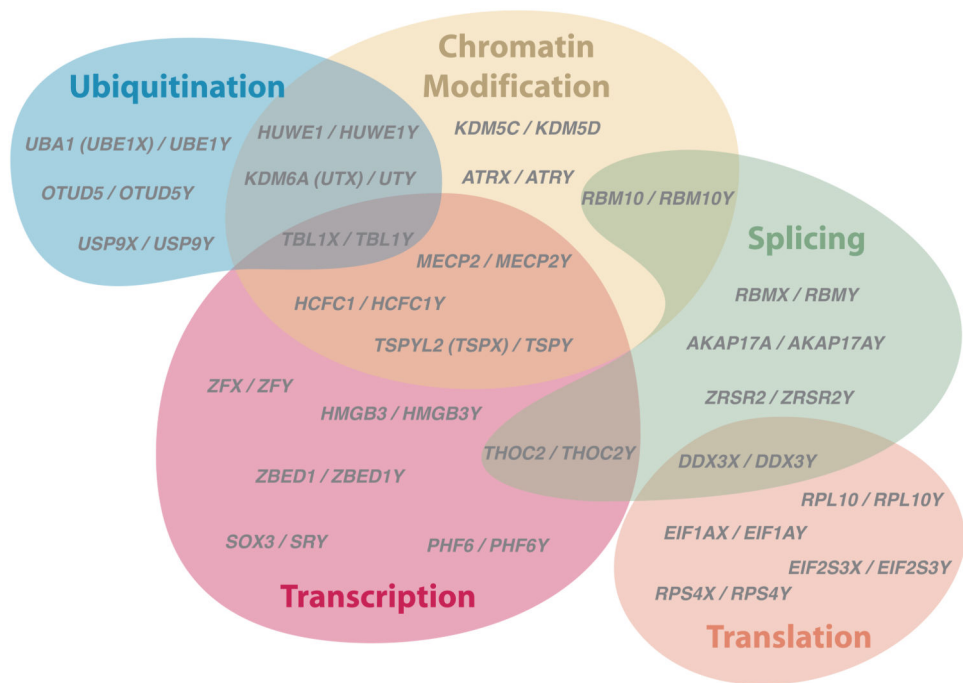 Chromatin
Modification
Ubiquitination
HUWE1 / HUWE1Y
KDM5C / KDM5D
UBA1 (UBE1X) / UBE1Y
KDM6A (UTX) / UTY
ATRX / ATRY
OTUD5 / OTUD5Y
RBM10 / RBM10Y
USP9X / USP9Y
TBL1X / TBL1Y
Splicing
MECP2 / MECP2Y
RBMX / RBMY
HCFC1 / HCFC1Y
TSPYL2 (TSPX) / TSPY
AKAP17A / AKAP17AY
ZFX / ZFY
HMGB3 / HMGB3Y
ZRSR2 / ZRSR2Y
THOC2 / THOC2Y
DDX3X / DDX3Y
ZBED1 / ZBED1Y
RPL10 / RPL10Y
EIF1AX / EIF1AY
SOX3 / SRY
PHF6 / PHF6Y
EIF2S3X / EIF2S3Y
RPS4X / RPS4Y
Transcription
Translation